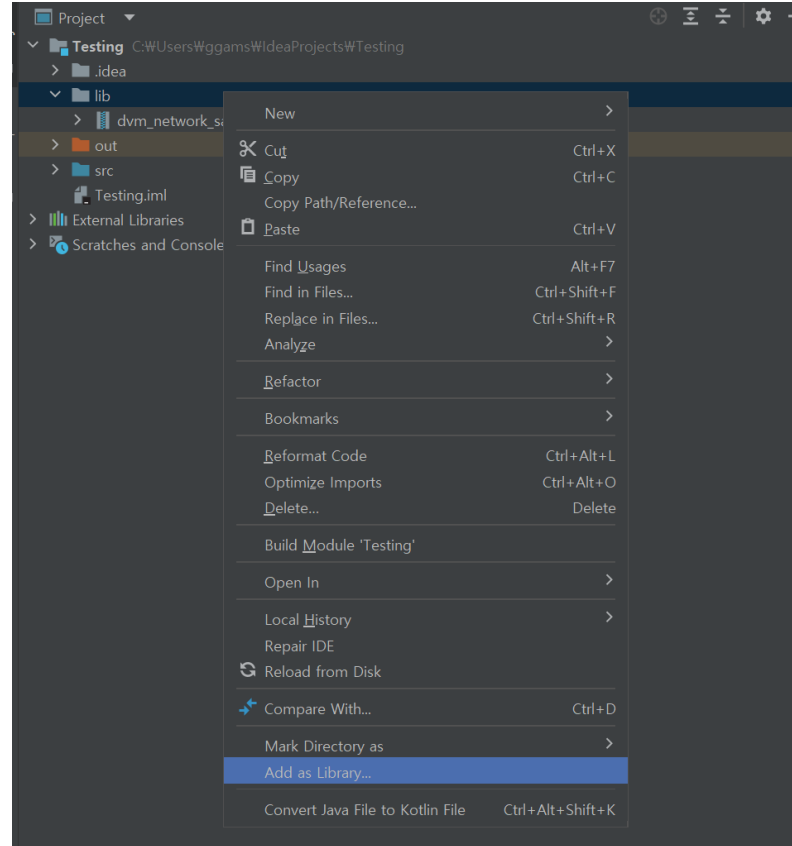 Project
Testing C:₩Users₩ggams₩IdeaProjects₩Testing
.idea
lib
dvm_network_sa
out
src
Testing.iml
External Libraries
Scratches and Console
New
Cut Ctrl+X
Copy Ctrl+C
Copy Path/Reference...
Paste Ctrl+V
Find Usages Alt+F7
Find in Files... Ctrl+Shift+F
Replace in Files... Ctrl+Shift+R
Analyze
Refactor
Bookmarks
Reformat Code Ctrl+Alt+L
Optimize Imports Ctrl+Alt+O
Delete... Delete
Build Module 'Testing'
Open In
Local History
Repair IDE
Reload from Disk
Compare With... Ctrl+D
Mark Directory as
Add as Library...
Convert Java File to Kotlin File Ctrl+Alt+Shift+K